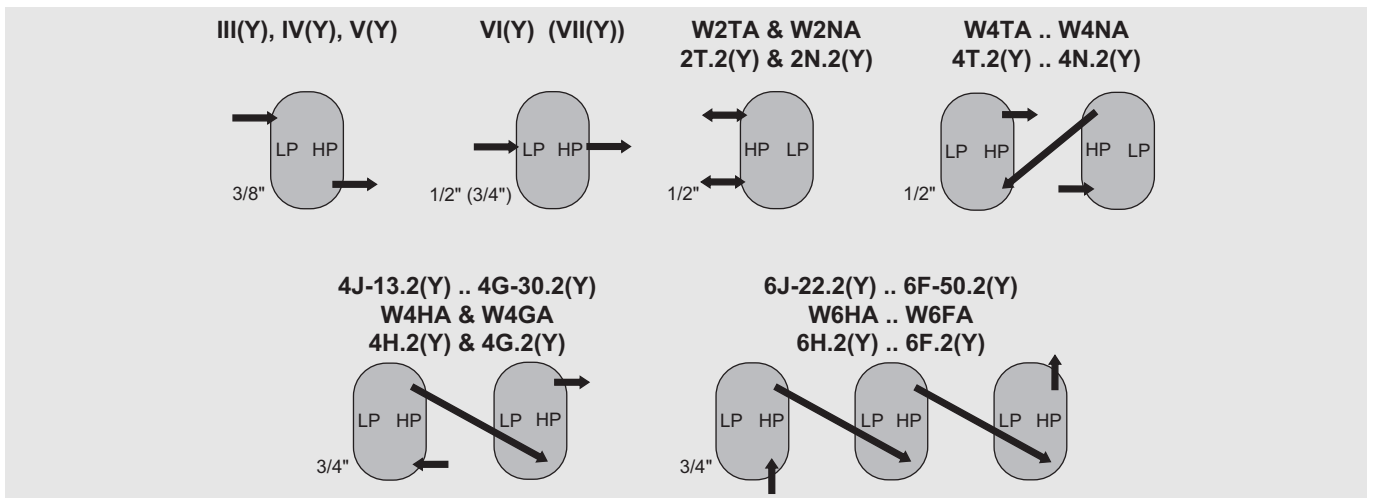 III(Y), IV(Y), V(Y)
LP HP
3/8"
VI(Y) (VII(Y))
LP HP
1/2" (3/4")
W2TA & W2NA
2T.2(Y) & 2N.2(Y)
HP LP
1/2"
W4TA .. W4NA
4T.2(Y) .. 4N.2(Y)
LP HP
HP LP
1/2"
4J-13.2(Y) .. 4G-30.2(Y)
W4HA & W4GA
4H.2(Y) & 4G.2(Y)
LP HP
LP HP
3/4"
6J-22.2(Y) .. 6F-50.2(Y)
W6HA .. W6FA
6H.2(Y) .. 6F.2(Y)
LP HP
LP HP
LP HP
3/4"